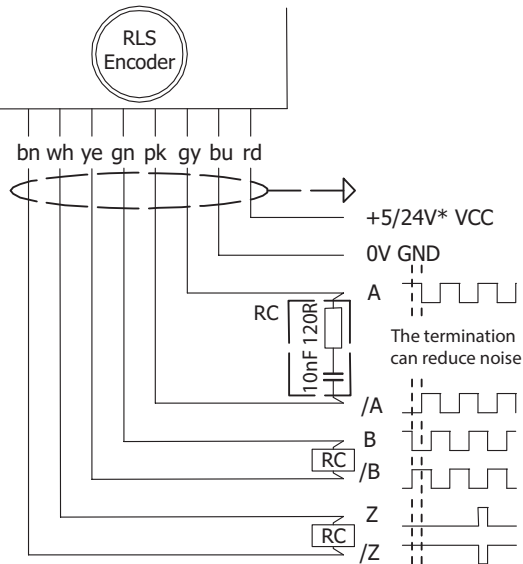 RLS
Encoder
bn wh ye gn pk gy bu rd
+5/24V* VCC
0V GND
A
RC
10nF 120R
The termination
can reduce noise
/A
B
RC
/B
Z
RC
/Z